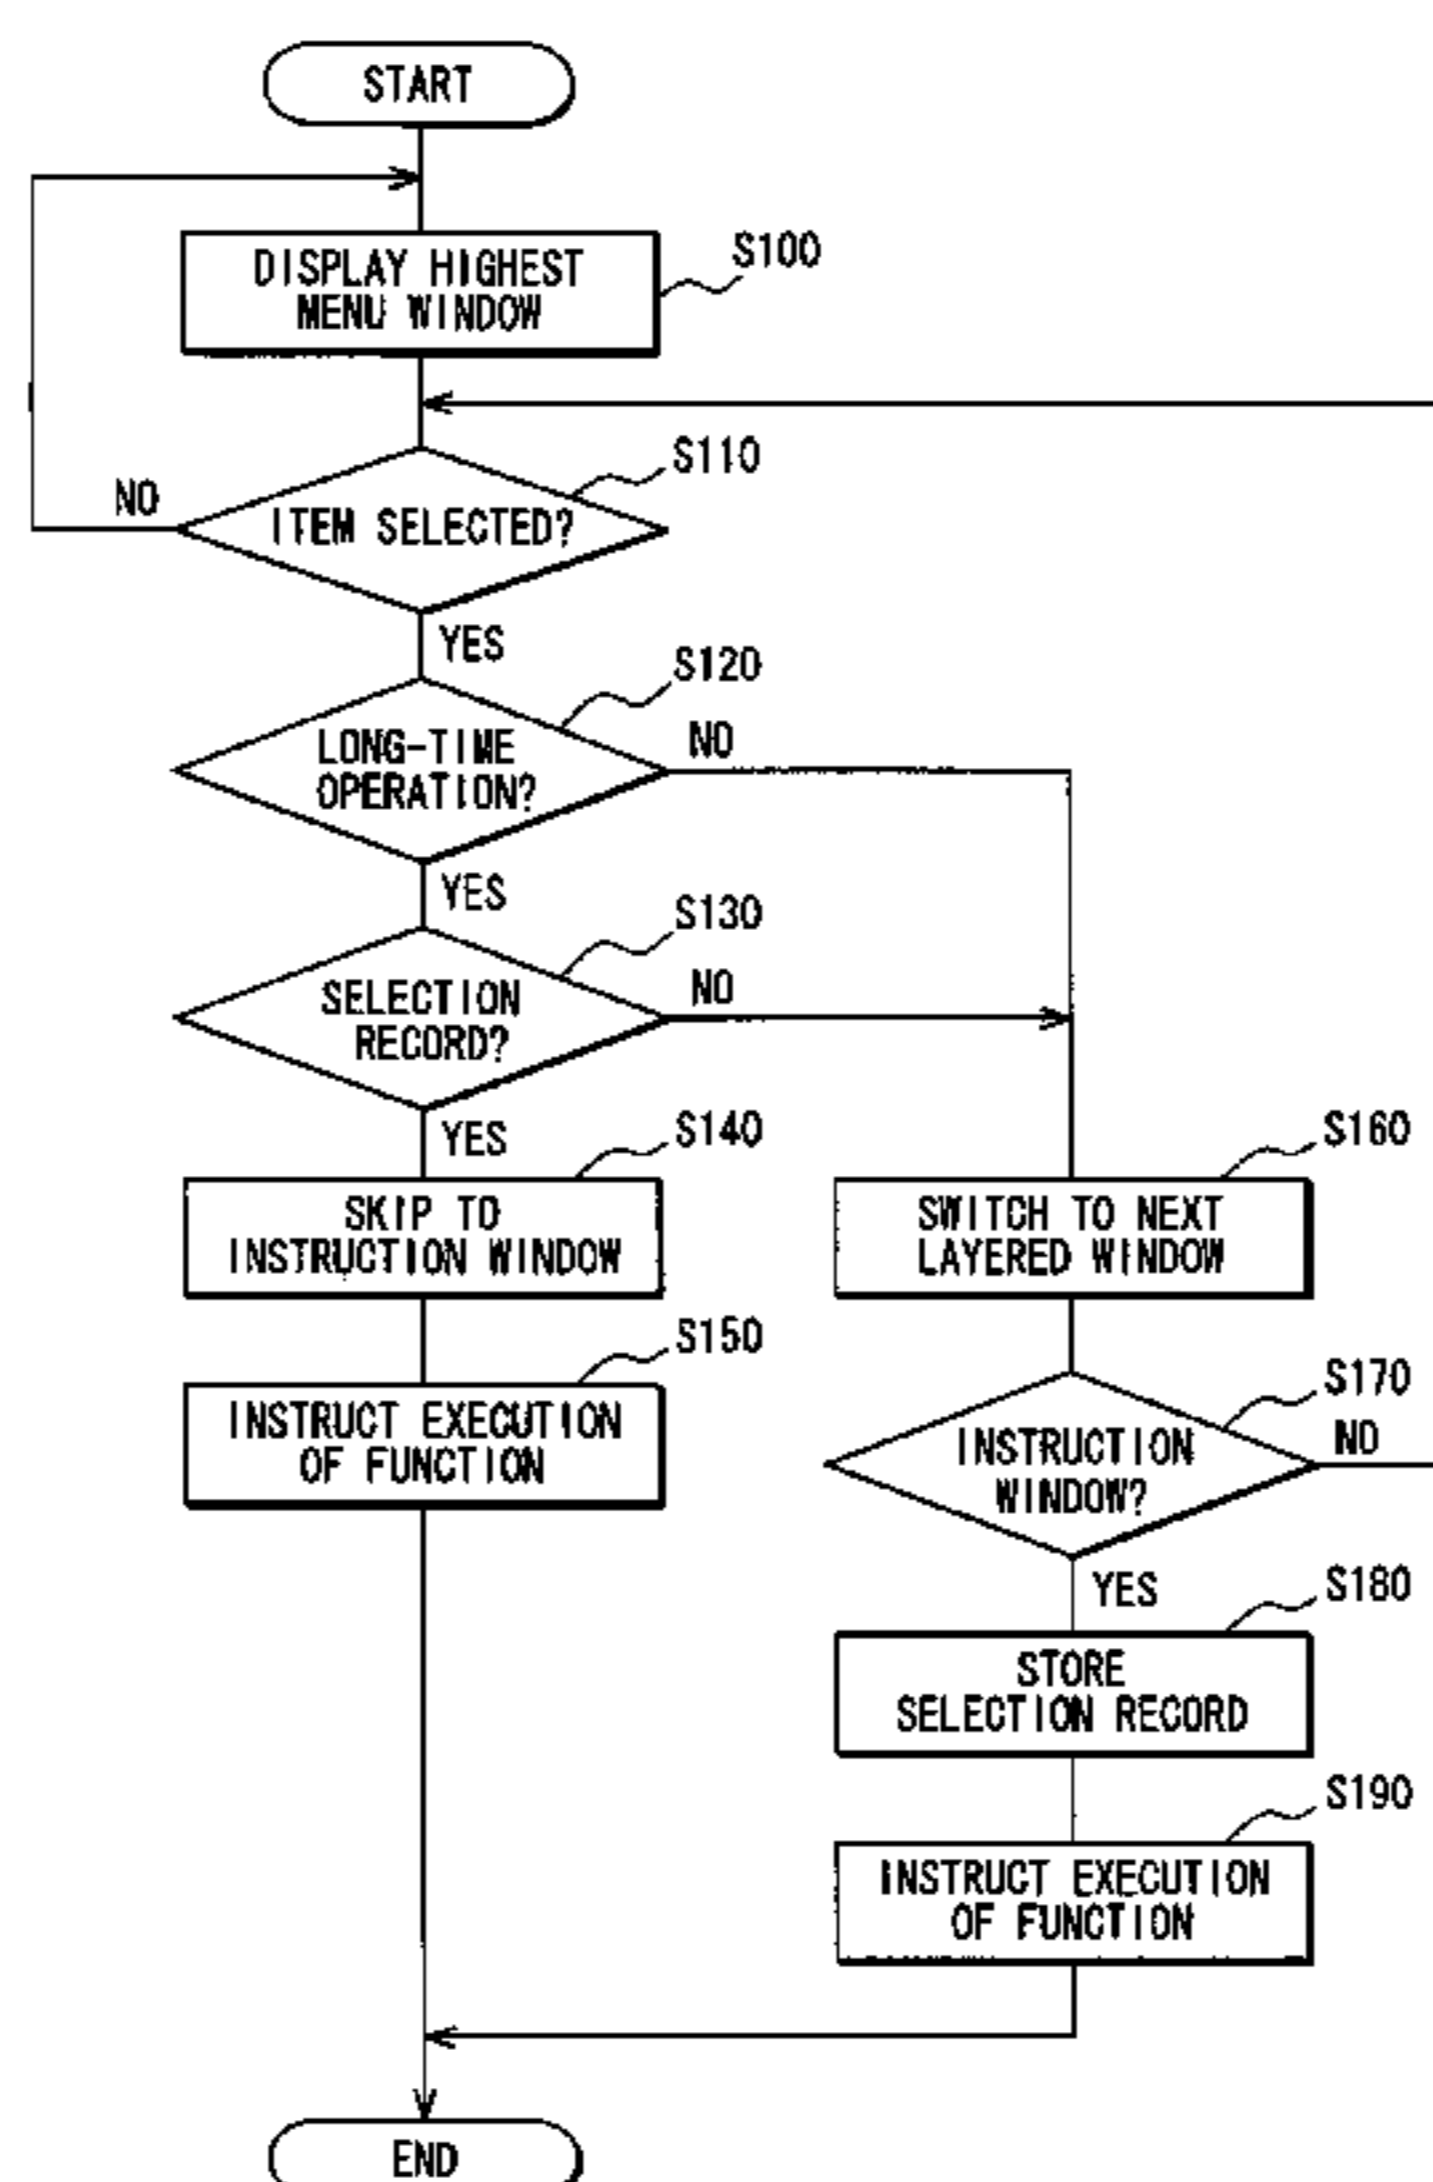 START
DISPLAY HIGHEST
MENU WINDOW
S100
S110
NO
ITEM SELECTED?
YES
S120
LONG-TIME
OPERATION?
NO
YES
S130
SELECTION
RECORD?
NO
YES
S140
SKIP TO
INSTRUCTION WINDOW
S160
SWITCH TO NEXT
LAYERED WINDOW
S150
INSTRUCT EXECUTION
OF FUNCTION
S170
INSTRUCTION
WINDOW?
NO
YES
S180
STORE
SELECTION RECORD
S190
INSTRUCT EXECUTION
OF FUNCTION
END